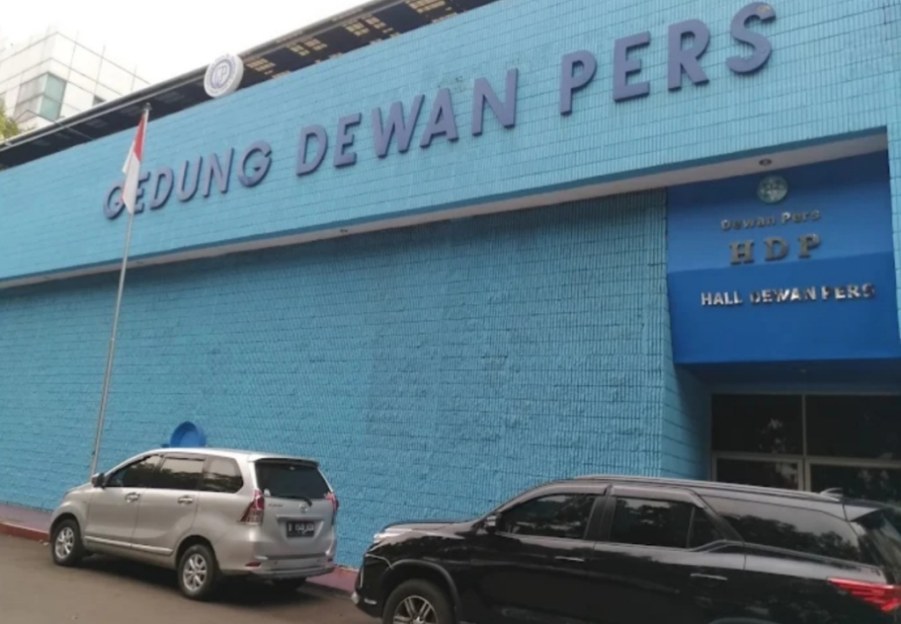 GEDUNG DEWAN PERS
Dewan Pers
HDP
HALL DEWAN PERS